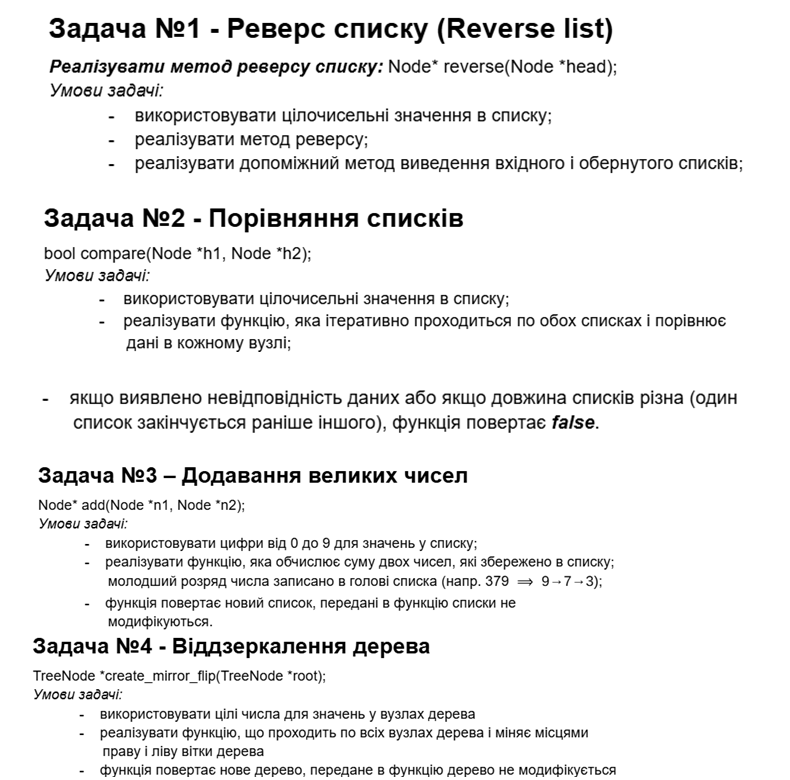 Задача №1 - Реверс списку (Reverse list)
Реалізувати метод реверсу списку: Node* reverse(Node *head);
Умови задачі:
- використовувати цілочисельні значення в списку;
- реалізувати метод реверсу;
- реалізувати допоміжний метод виведення вхідного і обернутого списків;
Задача №2 - Порівняння списків
bool compare(Node *h1, Node *h2);
Умови задачі:
- використовувати цілочисельні значення в списку;
- реалізувати функцію, яка ітеративно проходиться по обох списках і порівнює
дані в кожному вузлі;
- якщо виявлено невідповідність даних або якщо довжина списків різна (один
список закінчується раніше іншого), функція повертає false.
Задача №3 – Додавання великих чисел
Node* add(Node *n1, Node *n2);
Умови задачі:
- використовувати цифри від 0 до 9 для значень у списку;
- реалізувати функцію, яка обчислює суму двох чисел, які збережено в списку;
молодший розряд числа записано в голові списка (напр. 379 ⟹ 9→7→3);
- функція повертає новий список, передані в функцію списки не
модифікуються.
Задача №4 - Віддзеркалення дерева
TreeNode *create_mirror_flip(TreeNode *root);
Умови задачі:
- використовувати цілі числа для значень у вузлах дерева
- реалізувати функцію, що проходить по всіх вузлах дерева і міняє місцями
праву і ліву вітки дерева
- функція повертає нове дерево, передане в функцію дерево не модифікується